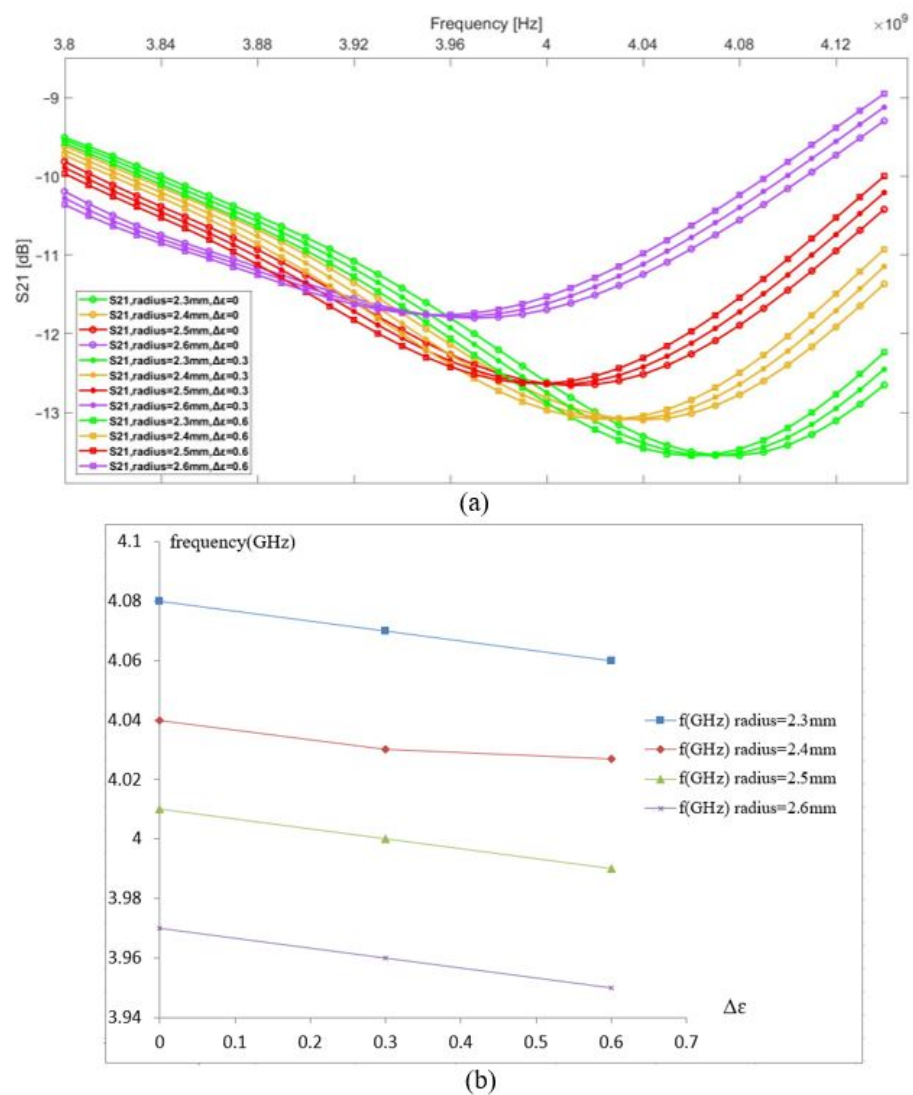 Frequency [Hz]
×10⁹
3.8 3.84 3.88 3.92 3.96 4 4.04 4.08 4.12
S21 [dB]
−9
−10
−11
−12
−13
S21,radius=2.3mm,Δε=0
S21,radius=2.4mm,Δε=0
S21,radius=2.5mm,Δε=0
S21,radius=2.6mm,Δε=0
S21,radius=2.3mm,Δε=0.3
S21,radius=2.4mm,Δε=0.3
S21,radius=2.5mm,Δε=0.3
S21,radius=2.6mm,Δε=0.3
S21,radius=2.3mm,Δε=0.6
S21,radius=2.4mm,Δε=0.6
S21,radius=2.5mm,Δε=0.6
S21,radius=2.6mm,Δε=0.6
(a)
frequency(GHz)
4.1
4.08
4.06
4.04
4.02
4
3.98
3.96
3.94
f(GHz) radius=2.3mm
f(GHz) radius=2.4mm
f(GHz) radius=2.5mm
f(GHz) radius=2.6mm
Δε
0 0.1 0.2 0.3 0.4 0.5 0.6 0.7
(b)